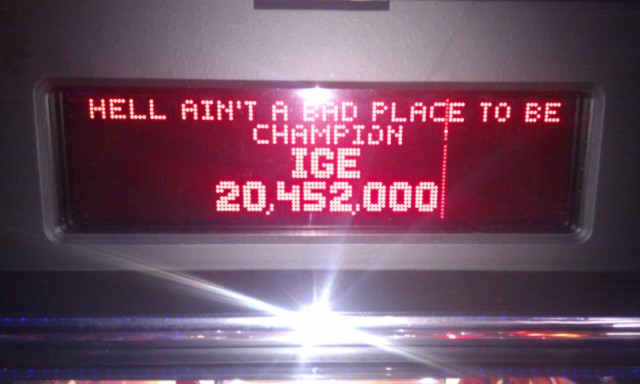 HELL AIN'T A BAD PLACE TO BE
CHAMPION
IGE
20,452,000